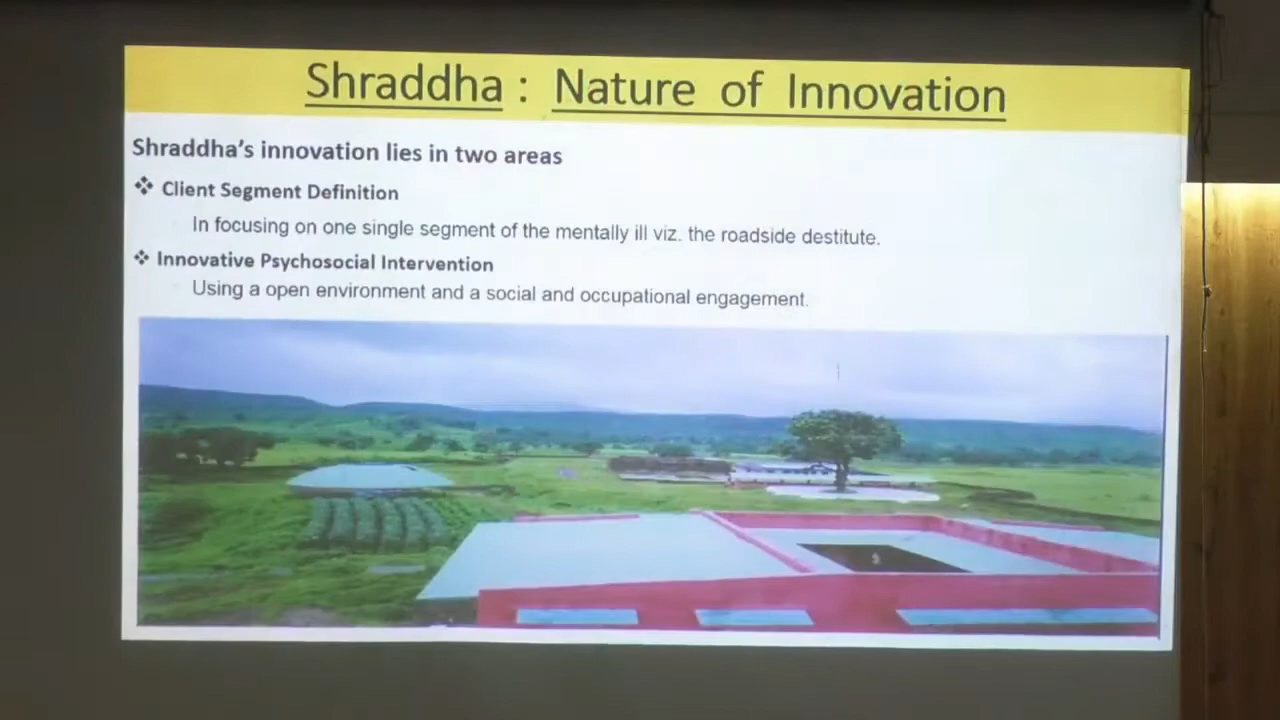 Shraddha : Nature of Innovation
Shraddha's innovation lies in two areas
❖ Client Segment Definition
In focusing on one single segment of the mentally ill viz. the roadside destitute.
❖ Innovative Psychosocial Intervention
Using a open environment and a social and occupational engagement.